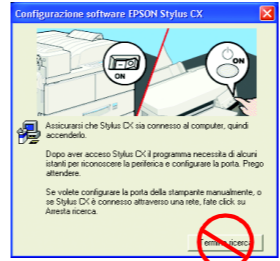 Configurazione software EPSON Stylus CX
ON
ON
Assicurarsi che Stylus CX sia connesso al computer, quindi
accenderlo.
Dopo aver acceso Stylus CX il programma necessita di alcuni
istanti per riconoscere la periferica e configurare la porta. Prego
attendere.
Se volete configurare la porta della stampante manualmente, o
se Stylus CX è connesso attraverso una rete, fate click su
Arresta ricerca.
Termina ricerca